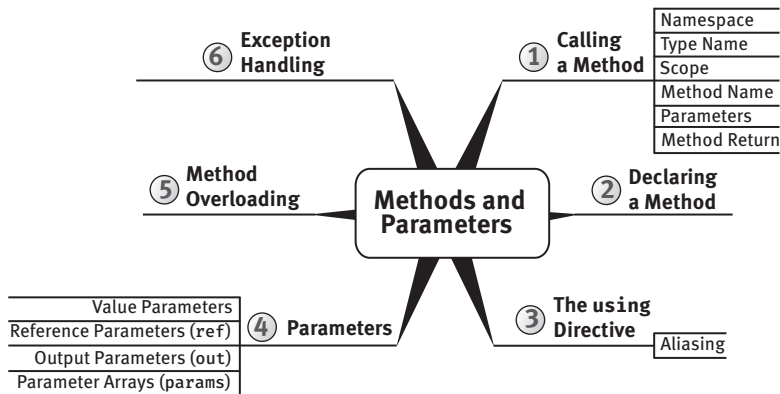 Methods and
Parameters
1
Calling
a Method
Namespace
Type Name
Scope
Method Name
Parameters
Method Return
2
Declaring
a Method
3
The using
Directive
Aliasing
4
Parameters
Value Parameters
Reference Parameters (ref)
Output Parameters (out)
Parameter Arrays (params)
5
Method
Overloading
6
Exception
Handling